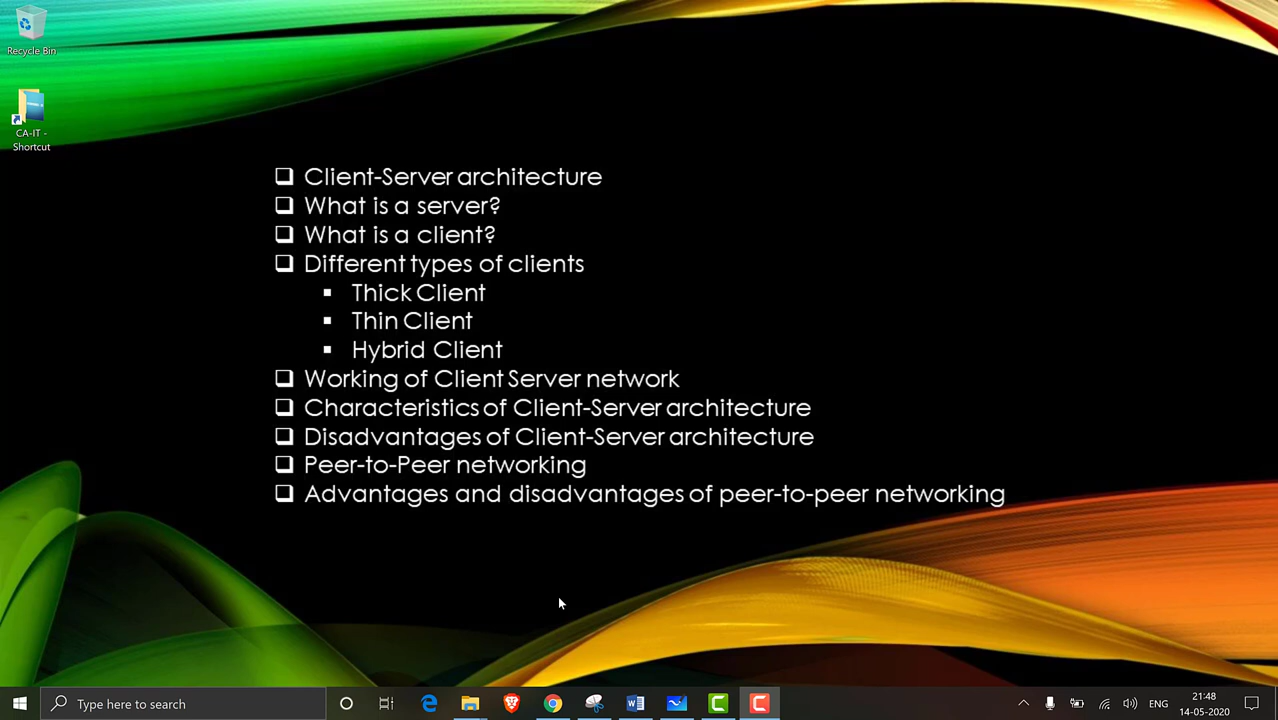 Recycle Bin
CA-IT -
Shortcut
Client-Server architecture
What is a server?
What is a client?
Different types of clients
Thick Client
Thin Client
Hybrid Client
Working of Client Server network
Characteristics of Client-Server architecture
Disadvantages of Client-Server architecture
Peer-to-Peer networking
Advantages and disadvantages of peer-to-peer networking
Type here to search
ENG
21:48
14-05-2020